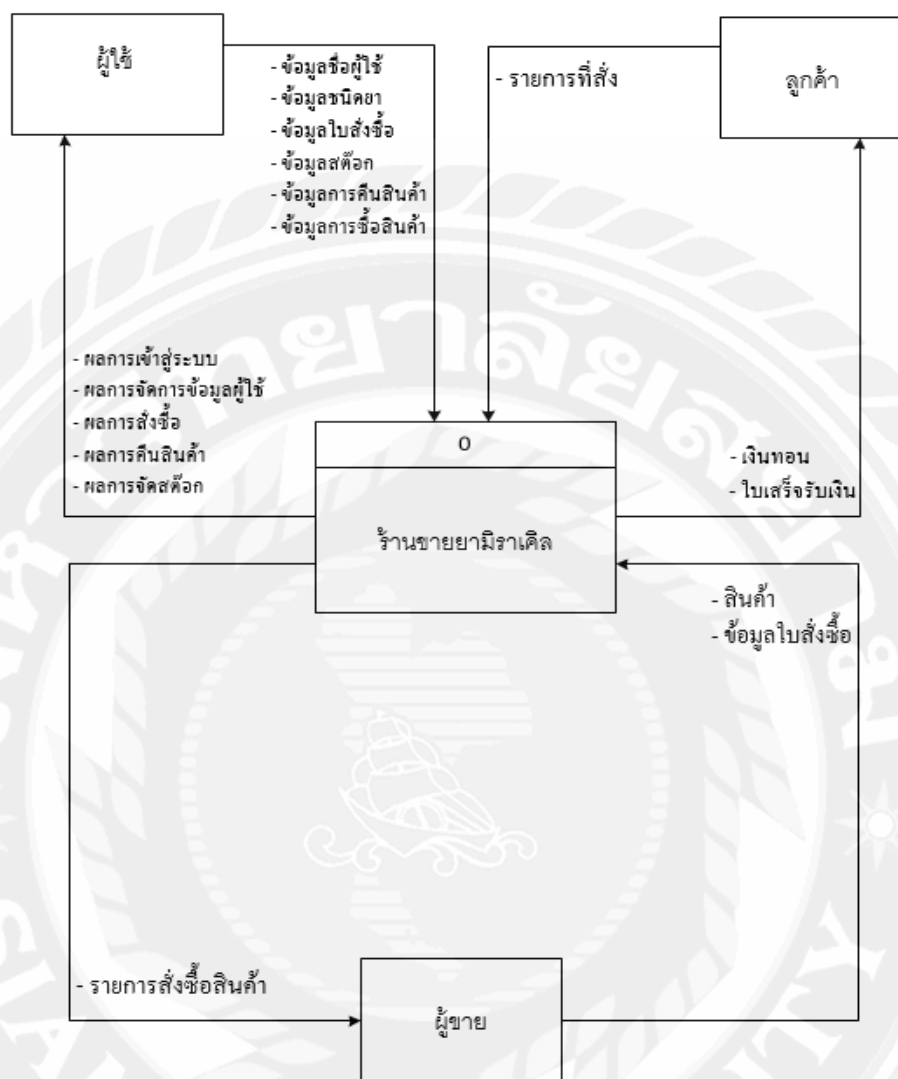 ผู้ใช้
- ข้อมูลชื่อผู้ใช้
- ข้อมูลชนิดยา
- ข้อมูลใบสั่งซื้อ
- ข้อมูลสต๊อก
- ข้อมูลการคืนสินค้า
- ข้อมูลการซื้อสินค้า
- รายการที่สั่ง
ลูกค้า
- ผลการเข้าสู่ระบบ
- ผลการจัดการข้อมูลผู้ใช้
- ผลการสั่งซื้อ
- ผลการคืนสินค้า
- ผลการจัดสต๊อก
0
ร้านขายยามิราเคิล
- เงินทอน
- ใบเสร็จรับเงิน
- สินค้า
- ข้อมูลใบสั่งซื้อ
- รายการสั่งซื้อสินค้า
ผู้ขาย